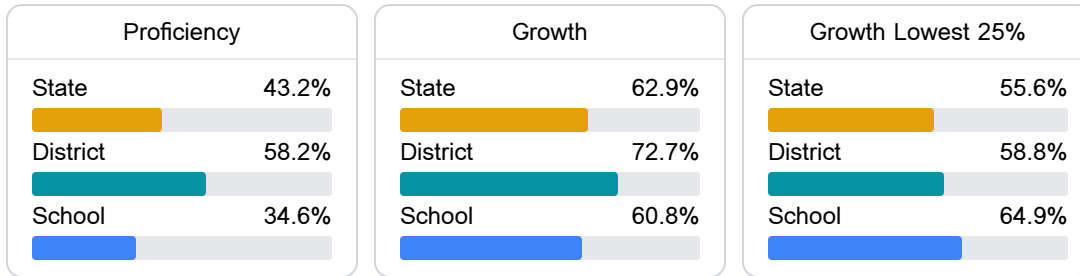 Proficiency
State 43.2%
District 58.2%
School 34.6%
Growth
State 62.9%
District 72.7%
School 60.8%
Growth Lowest 25%
State 55.6%
District 58.8%
School 64.9%